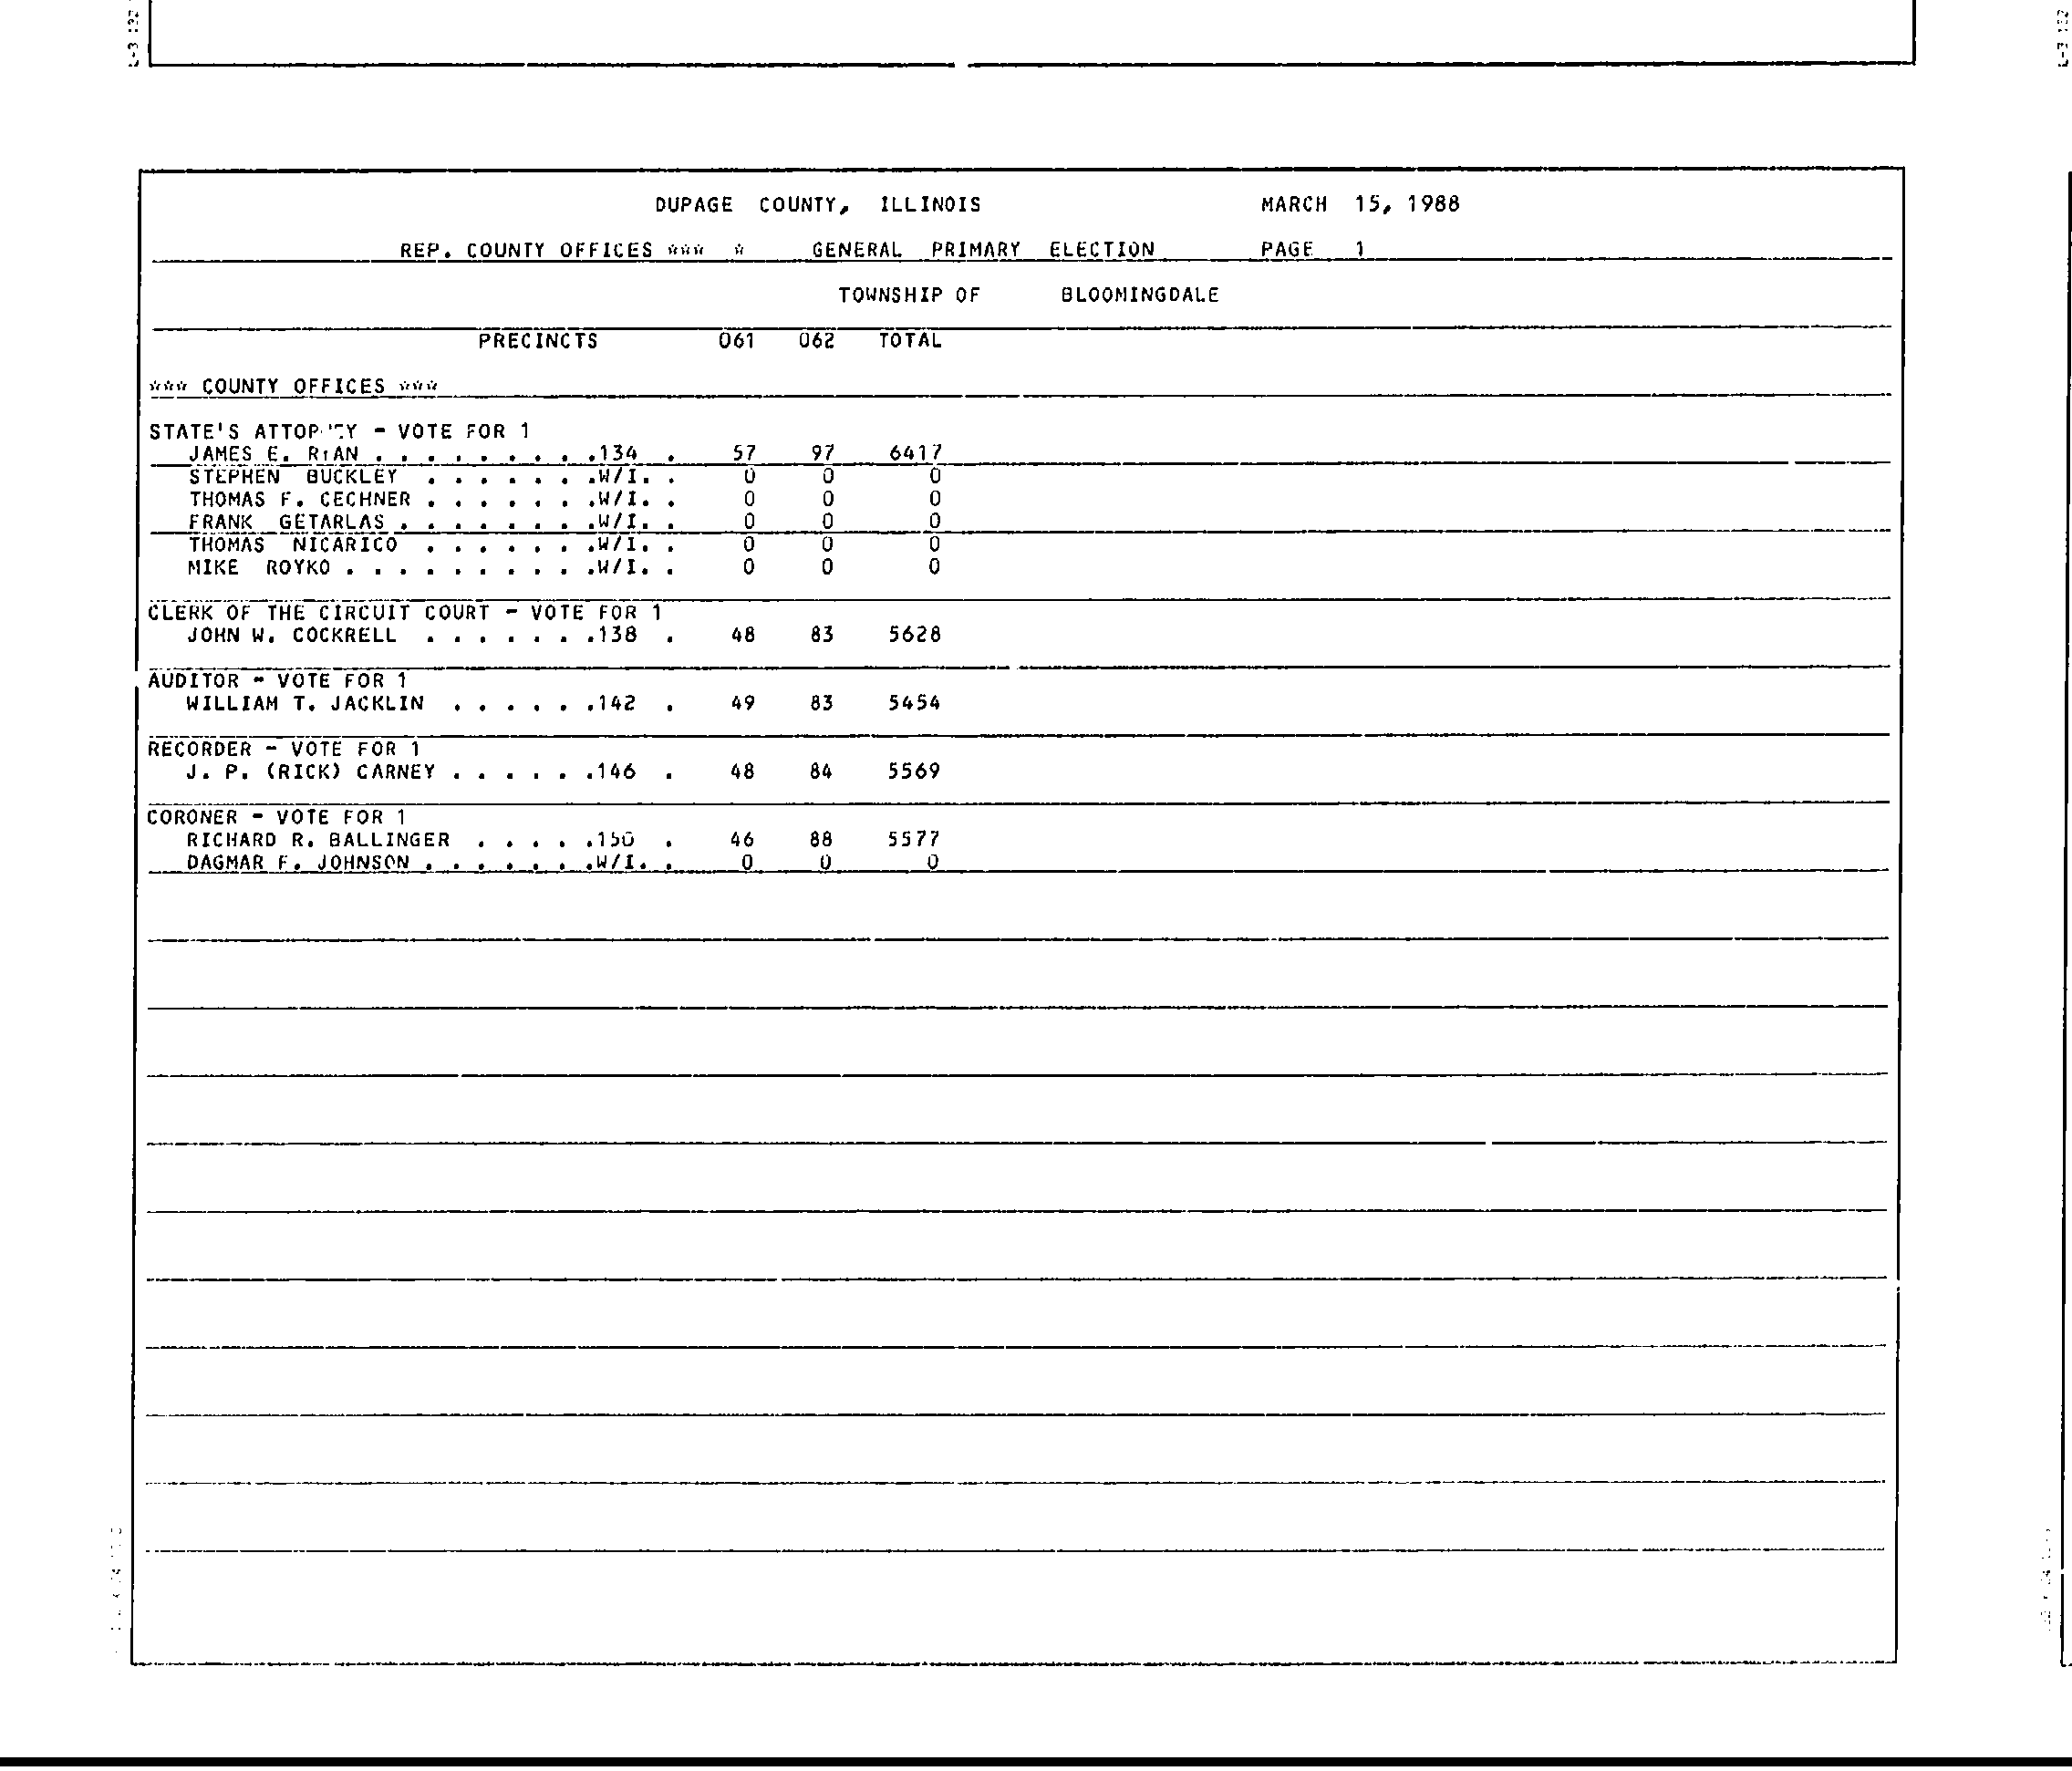 DUPAGE COUNTY, ILLINOIS MARCH 15, 1988
REP. COUNTY OFFICES *** * GENERAL PRIMARY ELECTION PAGE 1
TOWNSHIP OF BLOOMINGDALE
PRECINCTS 061 062 TOTAL
*** COUNTY OFFICES ***
STATE'S - VOTE FOR 1
JAMES E. . . . . . . . . .134 . 57 97 6417
STEPHEN BUCKLEY . . . . . . .W/I. . 0 0 0
THOMAS F. CECHNER . . . . . . .W/I. . 0 0 0
FRANK GETARLAS . . . . . . . .W/I. . 0 0 0
THOMAS NICARICO . . . . . . .W/I. . 0 0 0
MIKE ROYKO . . . . . . . . . .W/I. . 0 0 0
CLERK OF THE CIRCUIT COURT - VOTE FOR 1
JOHN W. COCKRELL . . . . . . .138 . 48 83 5628
AUDITOR - VOTE FOR 1
WILLIAM T. JACKLIN . . . . . .142 . 49 83 5454
RECORDER - VOTE FOR 1
J. P. (RICK) CARNEY . . . . . .146 . 48 84 5569
CORONER - VOTE FOR 1
RICHARD R. BALLINGER . . . . .150 . 46 88 5577
DAGMAR F. JOHNSON . . . . . . .W/I. . 0 0 0